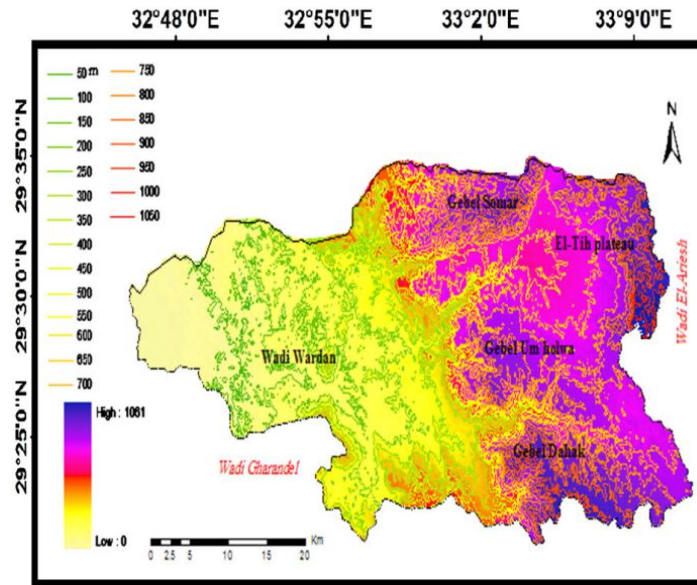 32°48'0"E 32°55'0"E 33°2'0"E 33°9'0"E
29°35'0"N
29°30'0"N
29°25'0"N
50 m
100
150
200
250
300
350
400
450
500
550
600
650
700
750
800
850
900
950
1000
1050
High : 1061
Low : 0
N
Gebel Somar
El-Tih plateau
Wadi El-Ariesh
Wadi Wardan
Gebel Um holwa
Gebel Dahak
Wadi Gharandel
0 2.5 5 10 15 20
Km